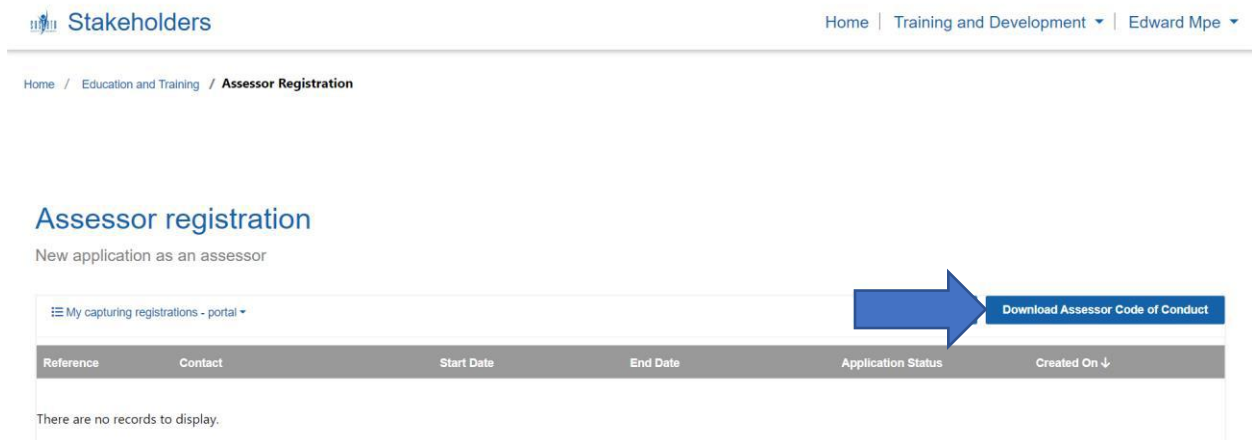 Stakeholders Home Training and Development Edward Mpe
Home / Education and Training / Assessor Registration
Assessor registration
New application as an assessor
My capturing registrations - portal Download Assessor Code of Conduct
Reference Contact Start Date End Date Application Status Created On ↓
There are no records to display.